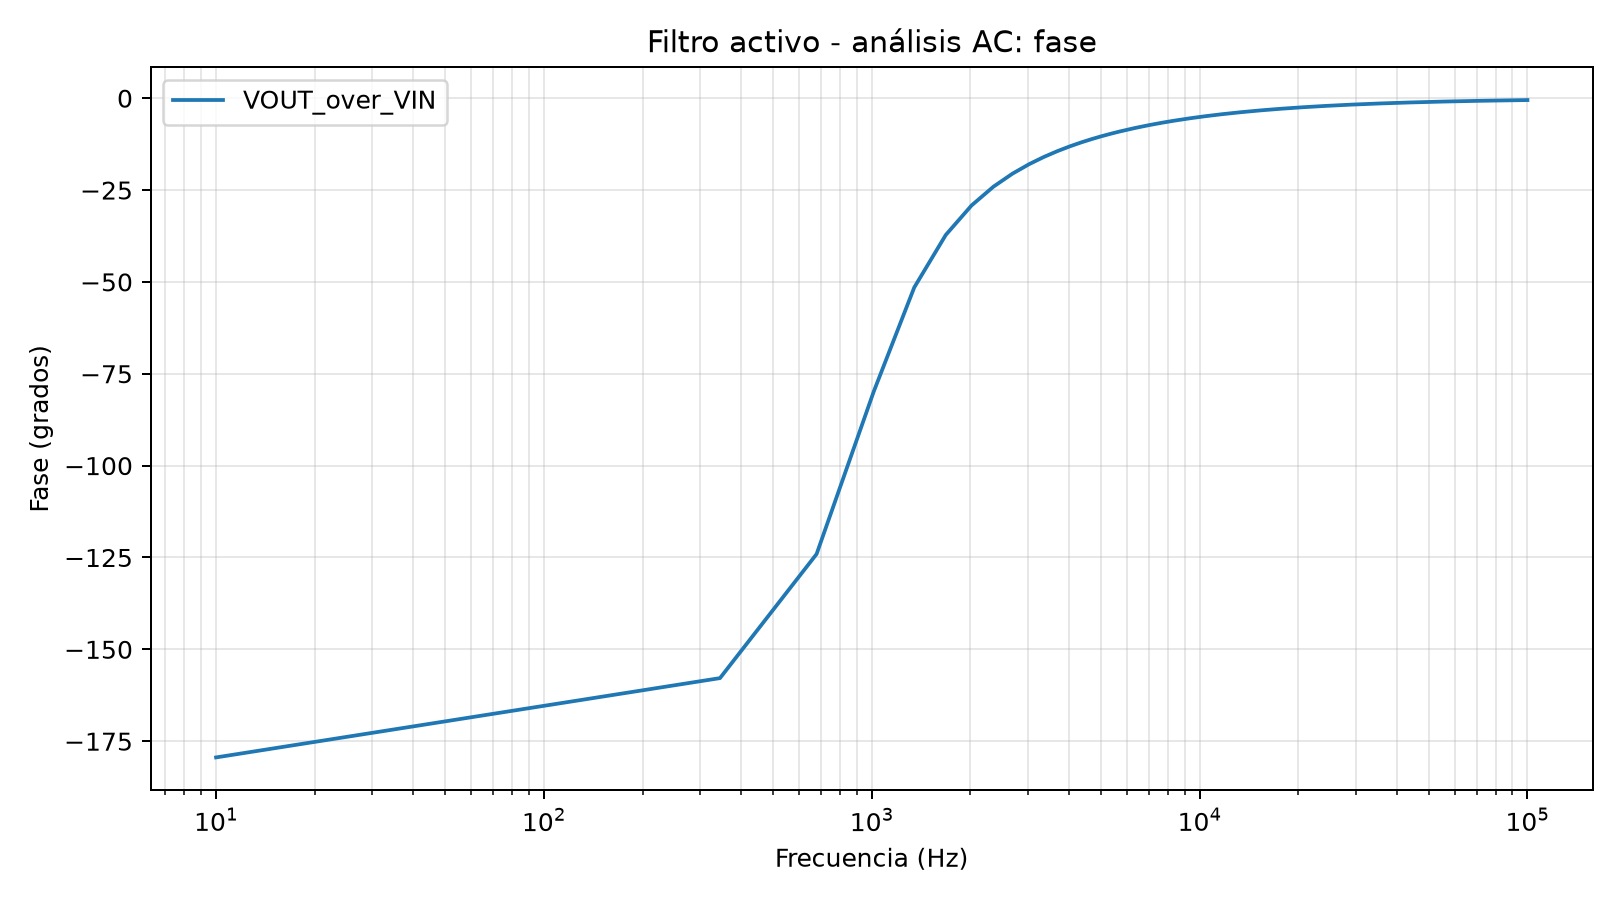 Filtro activo - análisis AC: fase
VOUT_over_VIN
0
−25
−50
−75
−100
−125
−150
−175
Fase (grados)
10¹ 10² 10³ 10⁴ 10⁵
Frecuencia (Hz)